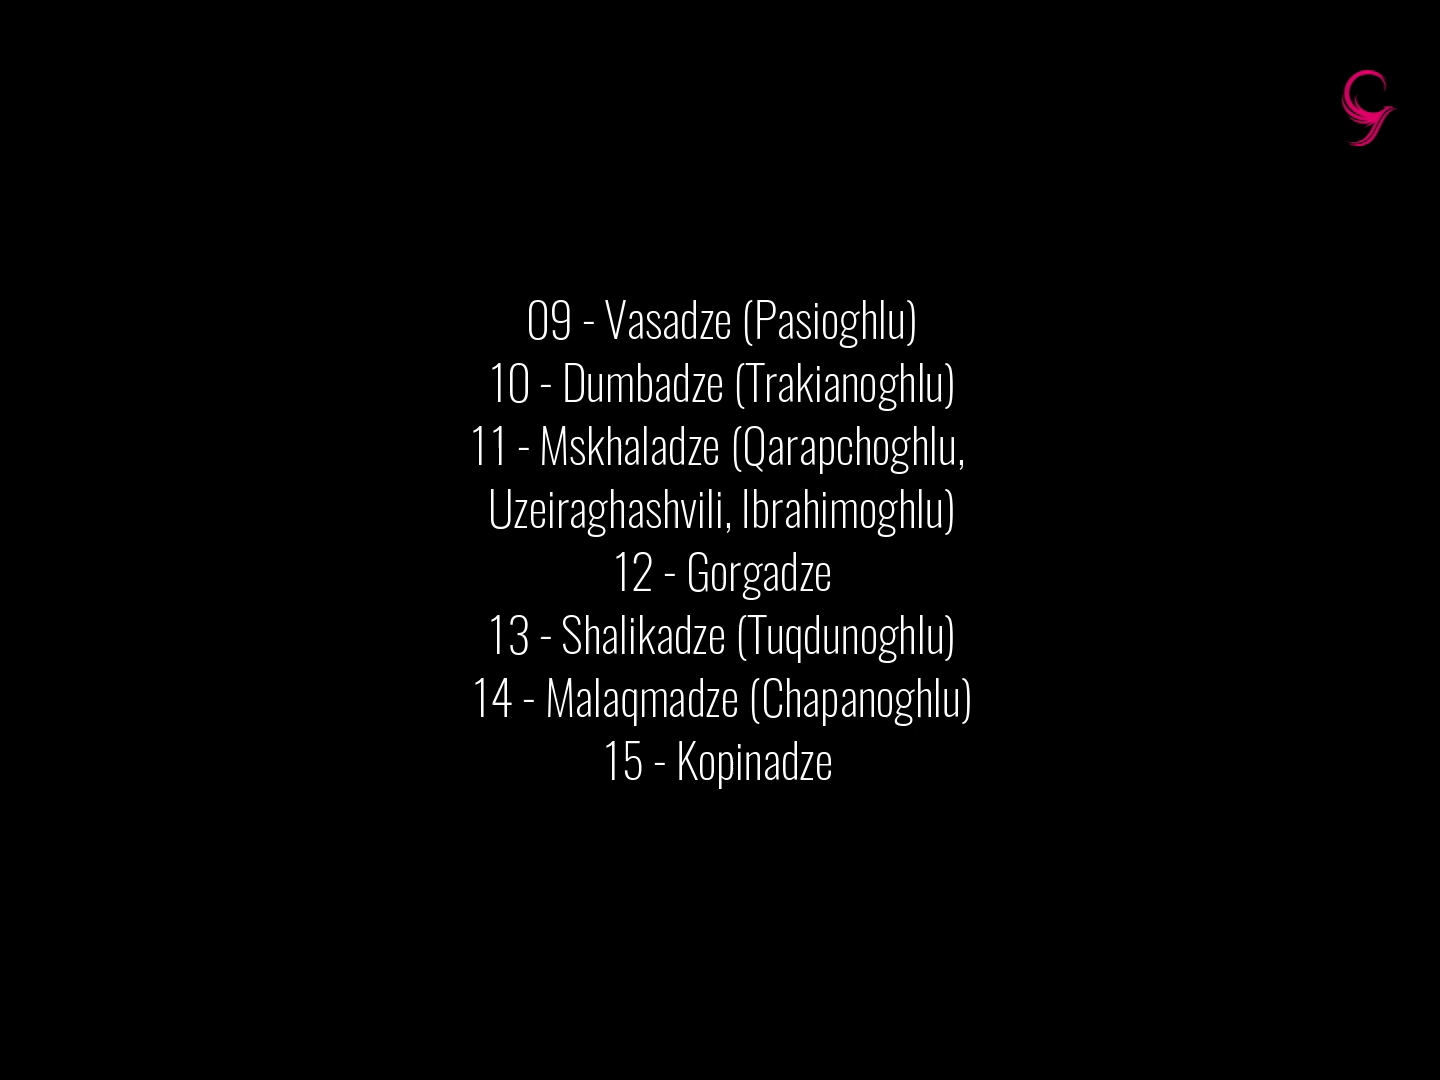 09 - Vasadze (Pasioghlu)
10 - Dumbadze (Trakianoghlu)
11 - Mskhaladze (Qarapchoghlu,
Uzeiraghashvili, Ibrahimoghlu)
12 - Gorgadze
13 - Shalikadze (Tuqdunoghlu)
14 - Malaqmadze (Chapanoghlu)
15 - Kopinadze